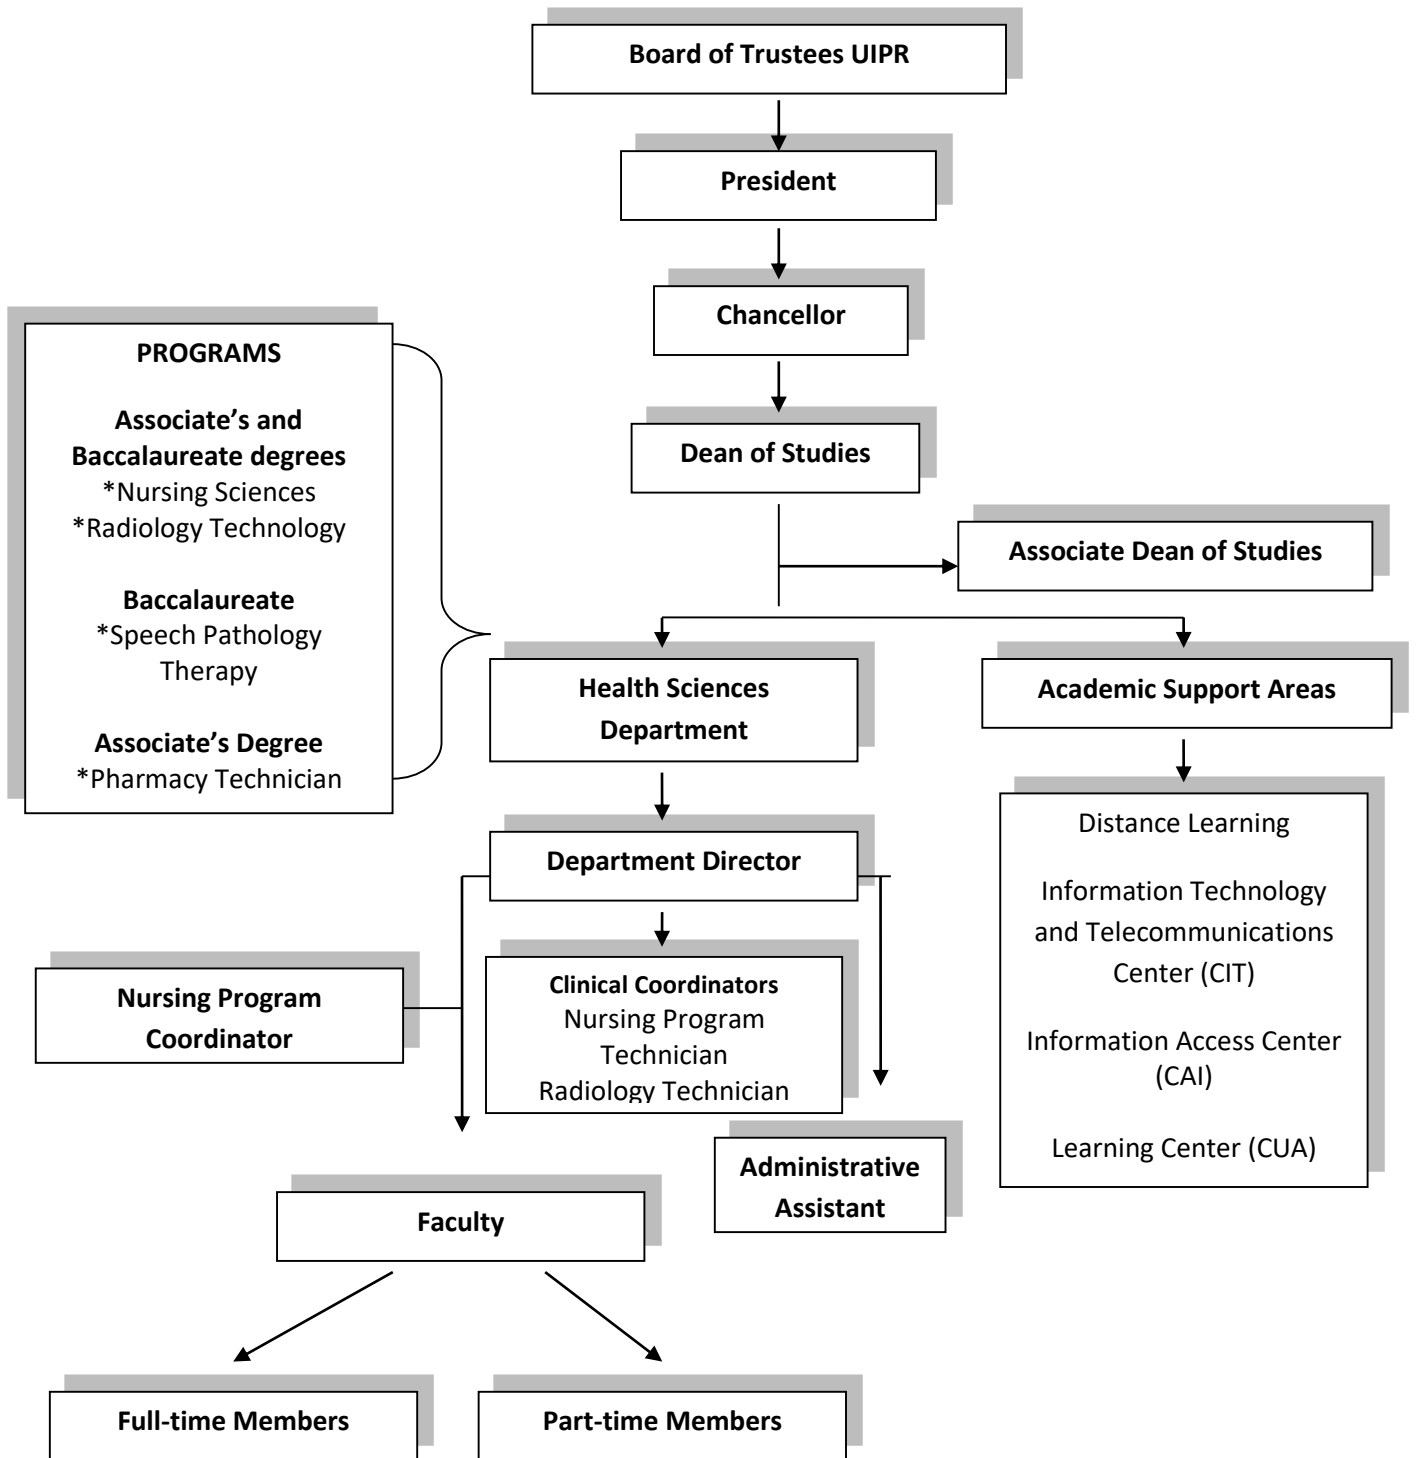 Board of Trustees UIPR
President
Chancellor
Dean of Studies
Associate Dean of Studies
PROGRAMS
Associate’s and
Baccalaureate degrees
*Nursing Sciences
*Radiology Technology
Baccalaureate
*Speech Pathology
Therapy
Associate’s Degree
*Pharmacy Technician
Health Sciences
Department
Academic Support Areas
Department Director
Distance Learning
Information Technology
and Telecommunications
Center (CIT)
Information Access Center
(CAI)
Learning Center (CUA)
Nursing Program
Coordinator
Clinical Coordinators
Nursing Program
Technician
Radiology Technician
Administrative
Assistant
Faculty
Full-time Members
Part-time Members